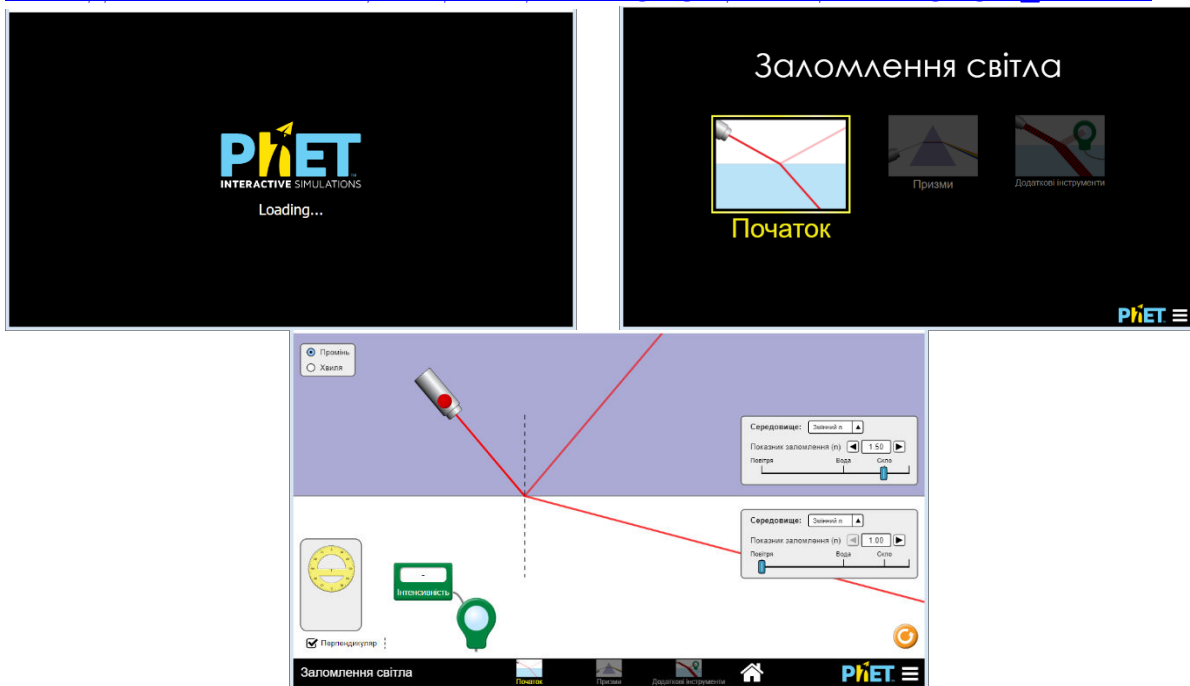 PhET
INTERACTIVE SIMULATIONS
Loading...
Заломлення світла
Початок
Призми
Додаткові інструменти
PhET
Промінь
Хвиля
Середовище: Змінний n
Показник заломлення (n) 1.50
Повітря Вода Скло
Середовище: Змінний n
Показник заломлення (n) 1.00
Повітря Вода Скло
-
Інтенсивність
Перпендикуляр
Заломлення світла
Початок
Призми
Додаткові інструменти
PhET